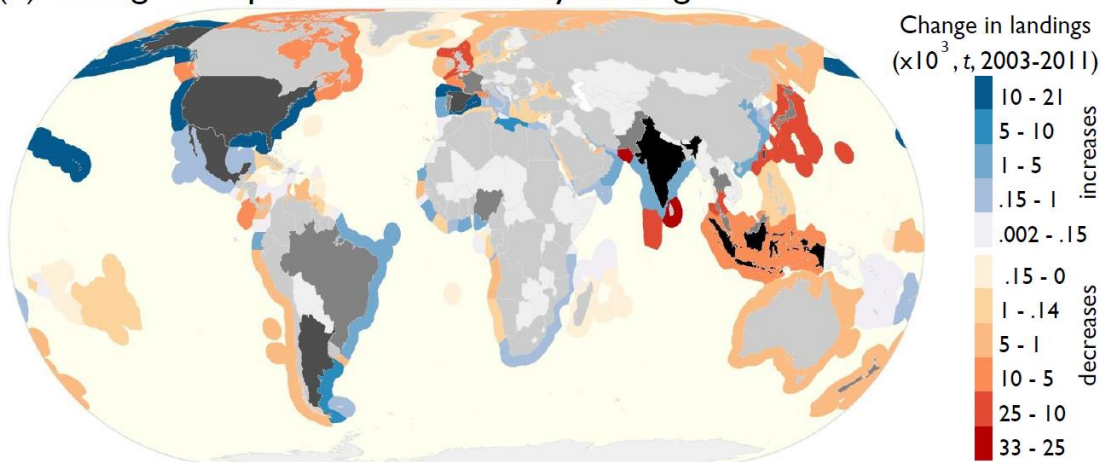 Change in landings
(x10³, t, 2003-2011)
10 - 21
5 - 10
1 - 5
.15 - 1
.002 - .15
increases
.15 - 0
1 - .14
5 - 1
10 - 5
25 - 10
33 - 25
decreases